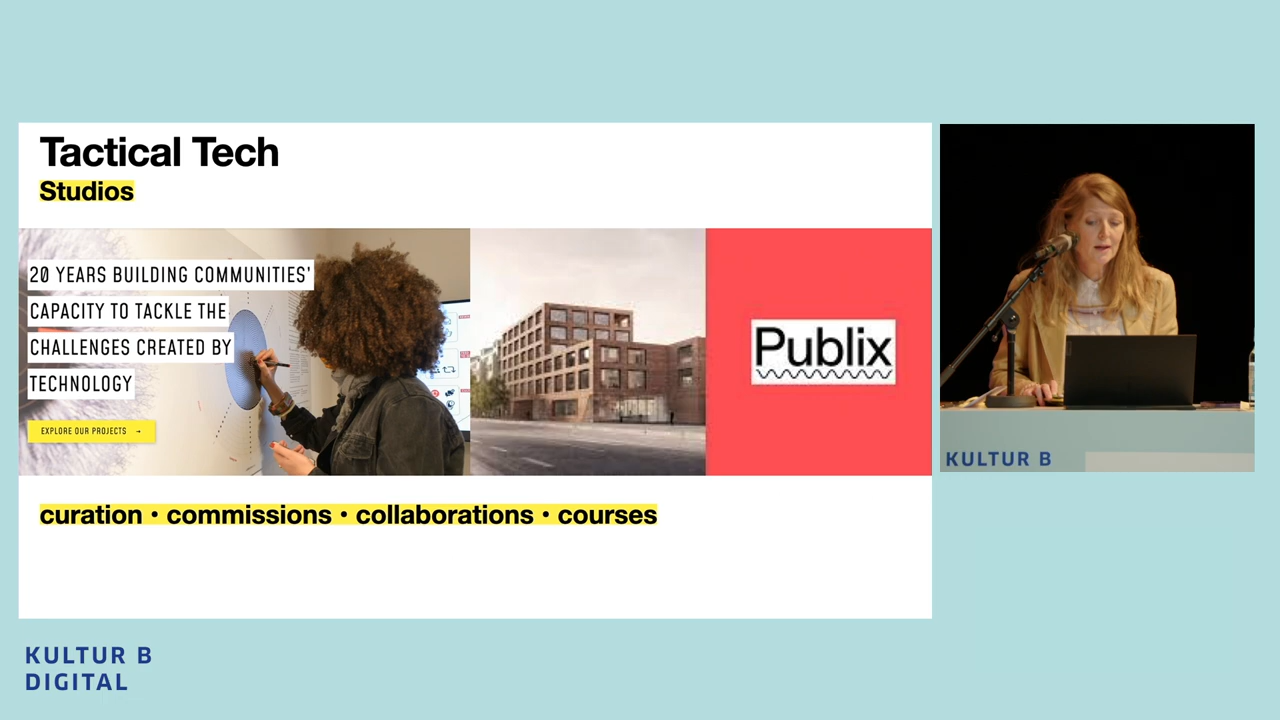 Tactical Tech
Studios
20 YEARS BUILDING COMMUNITIES'
CAPACITY TO TACKLE THE
CHALLENGES CREATED BY
TECHNOLOGY
EXPLORE OUR PROJECTS →
Publix
curation • commissions • collaborations • courses
KULTUR B
KULTUR B
DIGITAL